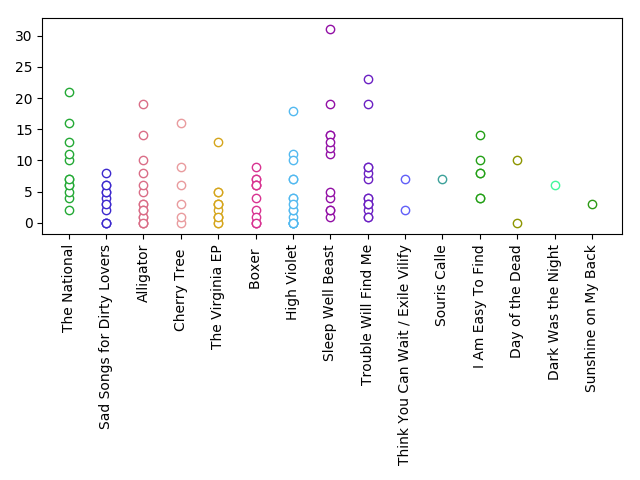 30
25
20
15
10
5
0
The National
Sad Songs for Dirty Lovers
Alligator
Cherry Tree
The Virginia EP
Boxer
High Violet
Sleep Well Beast
Trouble Will Find Me
Think You Can Wait / Exile Vilify
Souris Calle
I Am Easy To Find
Day of the Dead
Dark Was the Night
Sunshine on My Back